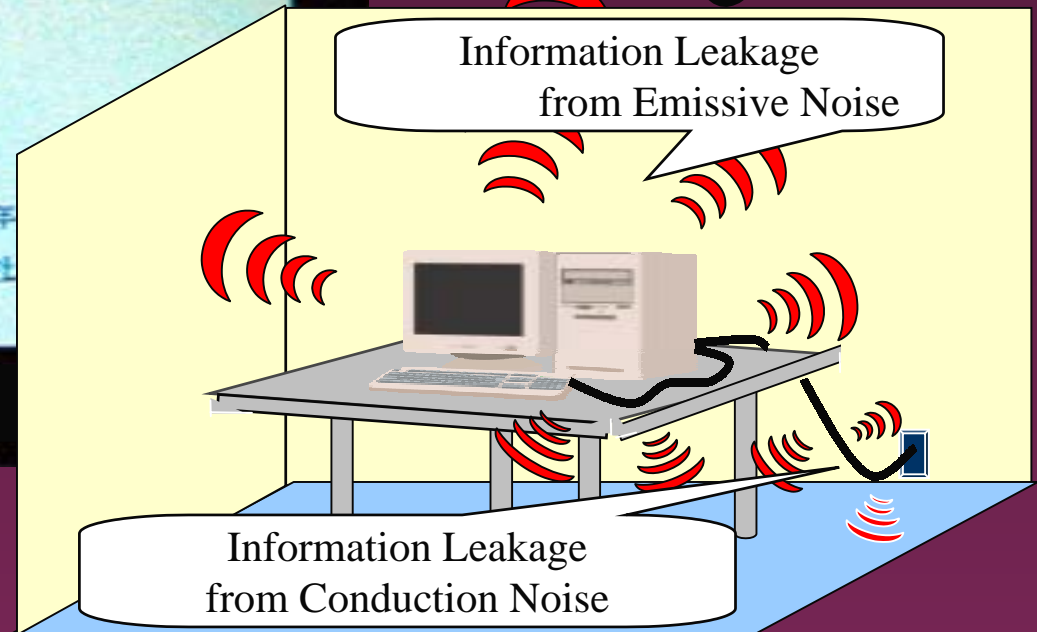 Information Leakage
from Emissive Noise
Information Leakage
from Conduction Noise